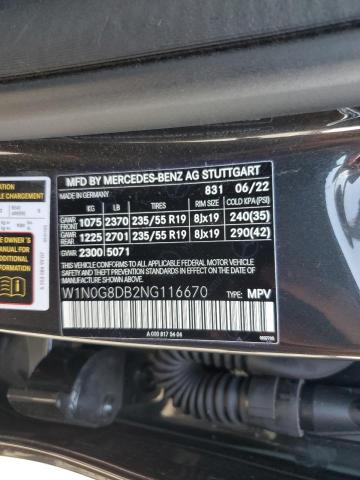 MFD BY MERCEDES-BENZ AG STUTTGART
MADE IN GERMANY 831 06/22
KG LB TIRES RIM SIZE COLD KPA(PSI)
GAWR FRONT 1075 2370 235/55 R19 8Jx19 240(35)
GAWR REAR 1225 2701 235/55 R19 8Jx19 290(42)
GVWR 2300 5071
THIS VEHICLE CONFORMS TO ALL APPLICABLE
FEDERAL MOTOR VEHICLE SAFETY, BUMPER,
AND THEFT PREVENTION STANDARDS IN EFFECT
ON THE DATE OF MANUFACTURE SHOWN ABOVE.
W1N0G8DB2NG116670 TYPE: MPV
A 000 817 54 04
CHARGEMENT
E OWNER'S